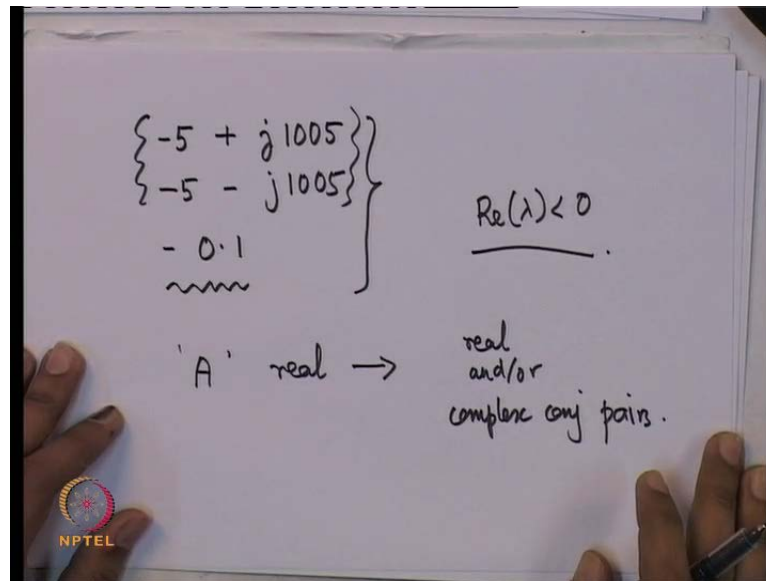 -5 + j1005
-5 - j1005
- 0.1
Re(λ) < 0
'A' real →
real
and/or
complex conj pairs.
NPTEL